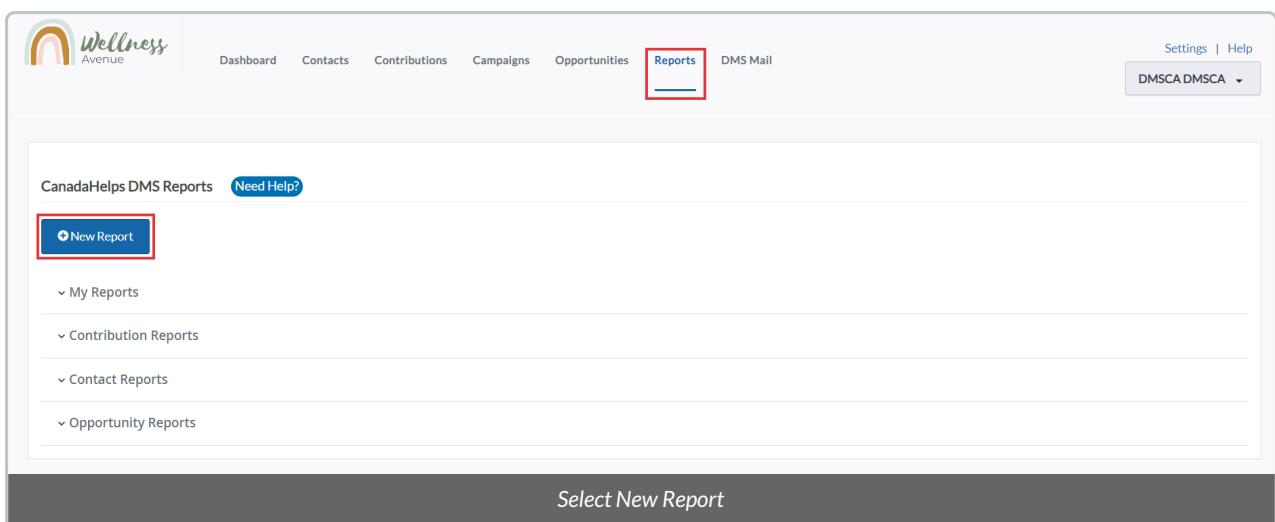 Wellness
Avenue
Dashboard Contacts Contributions Campaigns Opportunities Reports DMS Mail
Settings | Help
DMSCA DMSCA
CanadaHelps DMS Reports Need Help?
New Report
My Reports
Contribution Reports
Contact Reports
Opportunity Reports
Select New Report